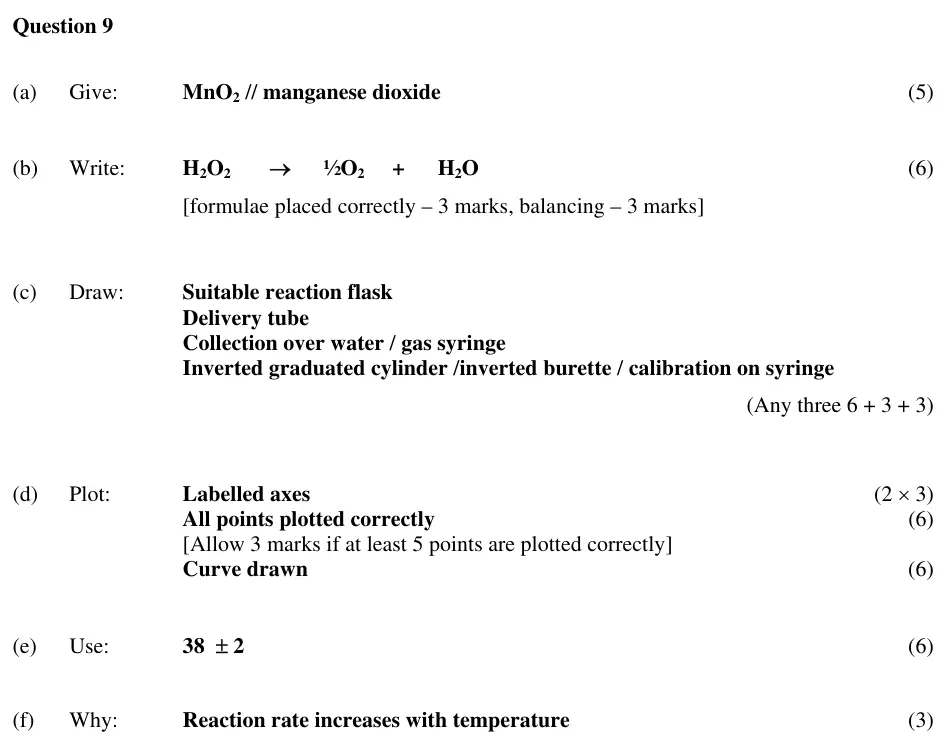 Question 9
(a) Give: MnO₂ // manganese dioxide (5)
(b) Write: H₂O₂ → ½O₂ + H₂O (6)
[formulae placed correctly – 3 marks, balancing – 3 marks]
(c) Draw: Suitable reaction flask
Delivery tube
Collection over water / gas syringe
Inverted graduated cylinder /inverted burette / calibration on syringe
(Any three 6 + 3 + 3)
(d) Plot: Labelled axes (2 × 3)
All points plotted correctly (6)
[Allow 3 marks if at least 5 points are plotted correctly]
Curve drawn (6)
(e) Use: 38 ± 2 (6)
(f) Why: Reaction rate increases with temperature (3)